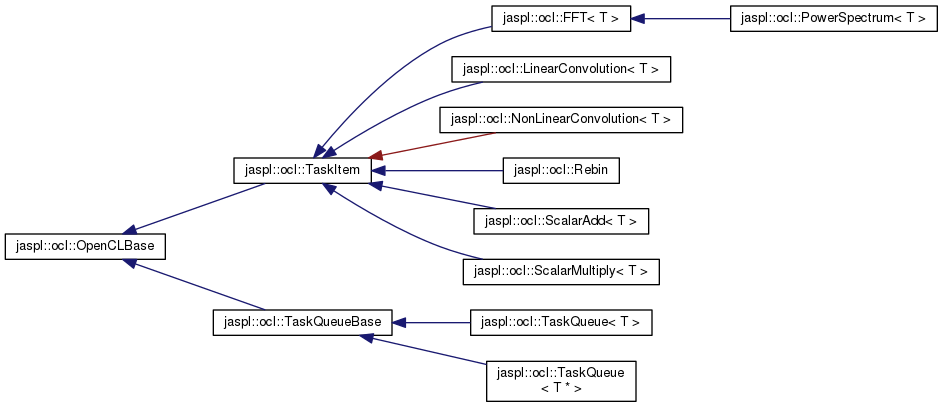 jaspl::ocl::FFT< T >
jaspl::ocl::PowerSpectrum< T >
jaspl::ocl::LinearConvolution< T >
jaspl::ocl::NonLinearConvolution< T >
jaspl::ocl::TaskItem
jaspl::ocl::Rebin
jaspl::ocl::ScalarAdd< T >
jaspl::ocl::OpenCLBase
jaspl::ocl::ScalarMultiply< T >
jaspl::ocl::TaskQueueBase
jaspl::ocl::TaskQueue< T >
jaspl::ocl::TaskQueue
< T * >